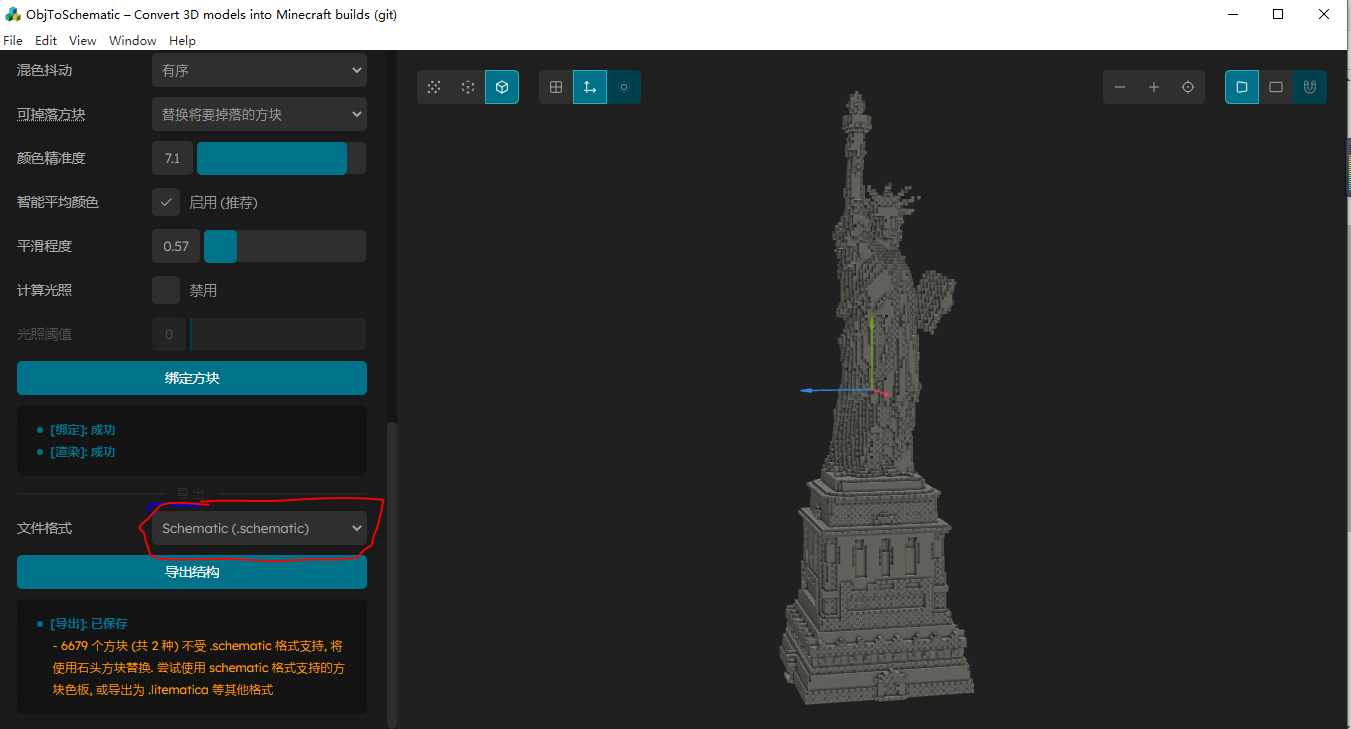 ObjToSchematic – Convert 3D models into Minecraft builds (git)
File Edit View Window Help
混色抖动 有序
可掉落方块 替换将要掉落的方块
颜色精准度 7.1
智能平均颜色 启用 (推荐)
平滑程度 0.57
计算光照 禁用
光照阈值 0
绑定方块
[绑定]: 成功
[渲染]: 成功
导出
文件格式 Schematic (.schematic)
导出结构
[导出]: 已保存
- 6679 个方块 (共 2 种) 不受 .schematic 格式支持, 将
使用石头方块替换. 尝试使用 schematic 格式支持的方
块色板, 或导出为 .litematica 等其他格式